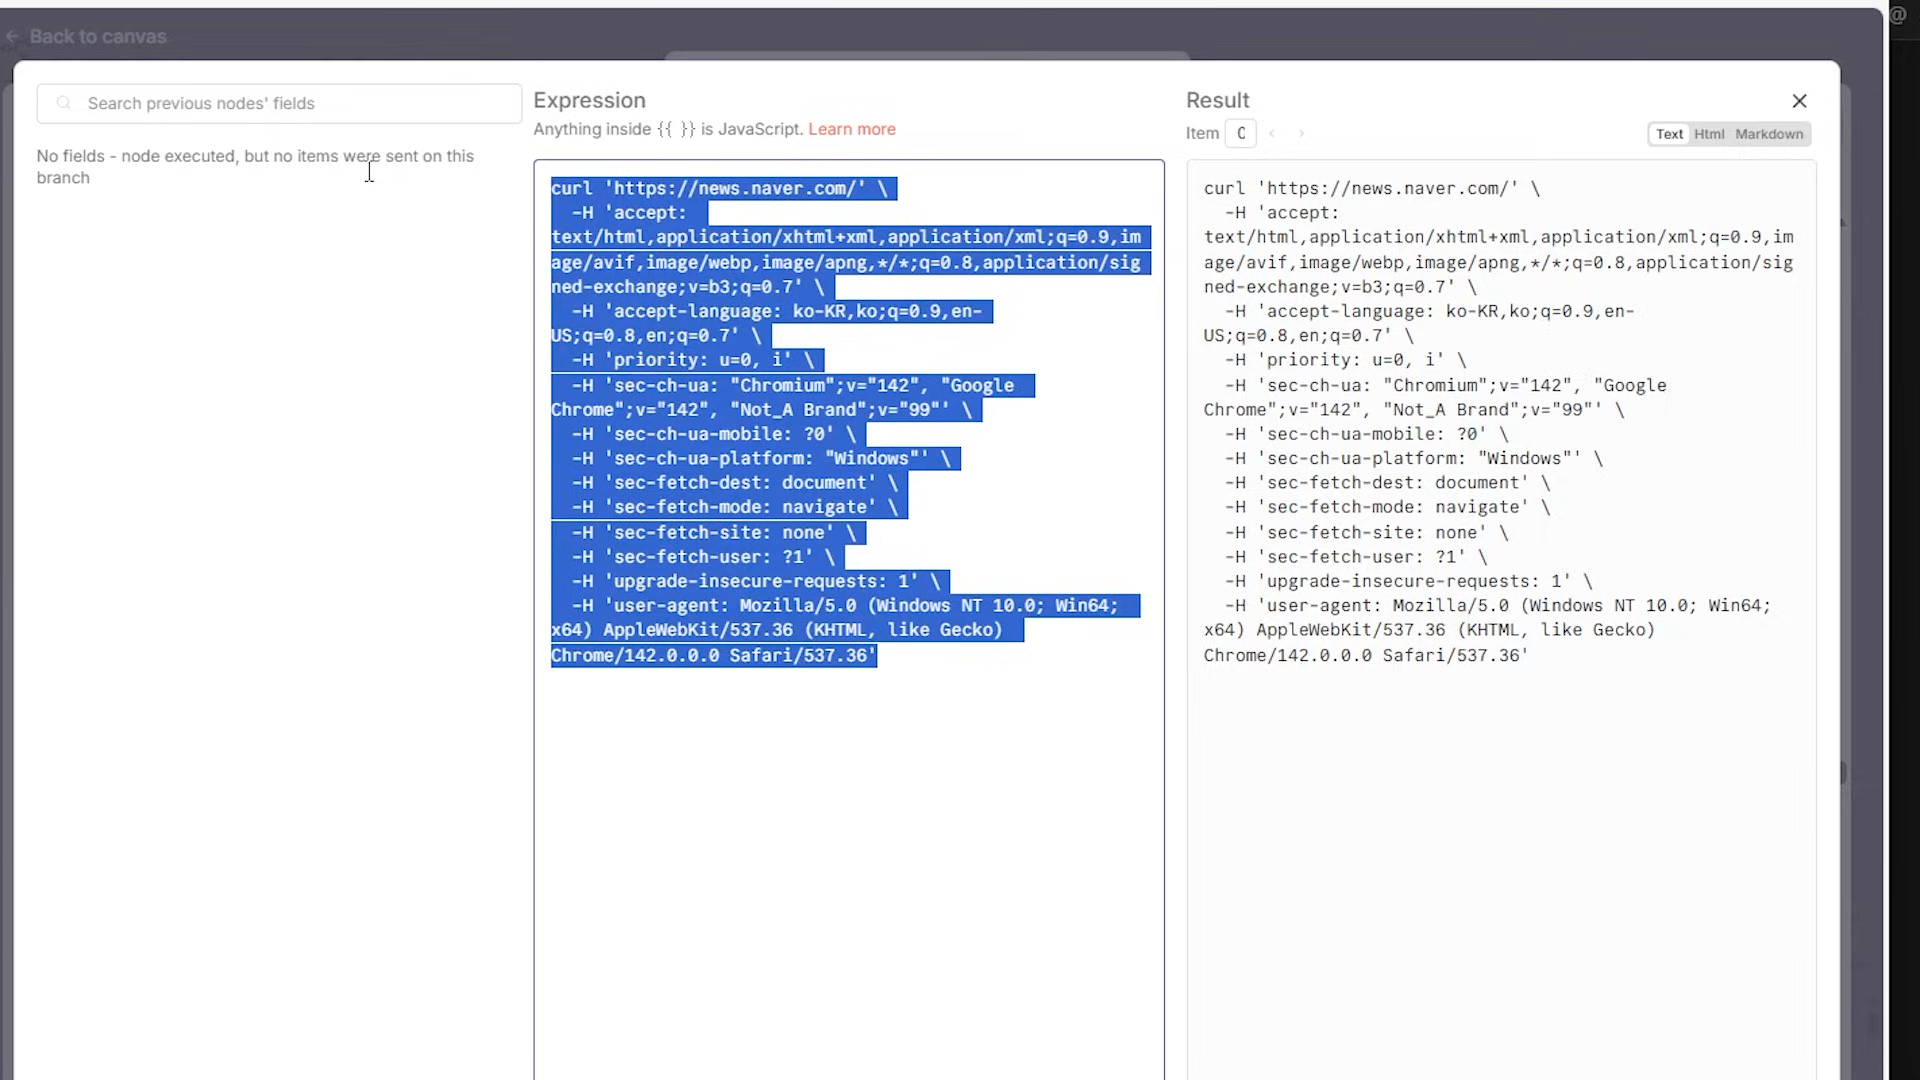 Back to canvas
@
Search previous nodes' fields
No fields - node executed, but no items were sent on this
branch
Expression
Anything inside {{ }} is JavaScript. Learn more
curl 'https://news.naver.com/' \
-H 'accept:
text/html,application/xhtml+xml,application/xml;q=0.9,im
age/avif,image/webp,image/apng,*/*;q=0.8,application/sig
ned-exchange;v=b3;q=0.7' \
-H 'accept-language: ko-KR,ko;q=0.9,en-
US;q=0.8,en;q=0.7' \
-H 'priority: u=0, i' \
-H 'sec-ch-ua: "Chromium";v="142", "Google
Chrome";v="142", "Not_A Brand";v="99"' \
-H 'sec-ch-ua-mobile: ?0' \
-H 'sec-ch-ua-platform: "Windows"' \
-H 'sec-fetch-dest: document' \
-H 'sec-fetch-mode: navigate' \
-H 'sec-fetch-site: none' \
-H 'sec-fetch-user: ?1' \
-H 'upgrade-insecure-requests: 1' \
-H 'user-agent: Mozilla/5.0 (Windows NT 10.0; Win64;
x64) AppleWebKit/537.36 (KHTML, like Gecko)
Chrome/142.0.0.0 Safari/537.36'
Result
Item
Text Html Markdown
curl 'https://news.naver.com/' \
-H 'accept:
text/html,application/xhtml+xml,application/xml;q=0.9,im
age/avif,image/webp,image/apng,*/*;q=0.8,application/sig
ned-exchange;v=b3;q=0.7' \
-H 'accept-language: ko-KR,ko;q=0.9,en-
US;q=0.8,en;q=0.7' \
-H 'priority: u=0, i' \
-H 'sec-ch-ua: "Chromium";v="142", "Google
Chrome";v="142", "Not_A Brand";v="99"' \
-H 'sec-ch-ua-mobile: ?0' \
-H 'sec-ch-ua-platform: "Windows"' \
-H 'sec-fetch-dest: document' \
-H 'sec-fetch-mode: navigate' \
-H 'sec-fetch-site: none' \
-H 'sec-fetch-user: ?1' \
-H 'upgrade-insecure-requests: 1' \
-H 'user-agent: Mozilla/5.0 (Windows NT 10.0; Win64;
x64) AppleWebKit/537.36 (KHTML, like Gecko)
Chrome/142.0.0.0 Safari/537.36'